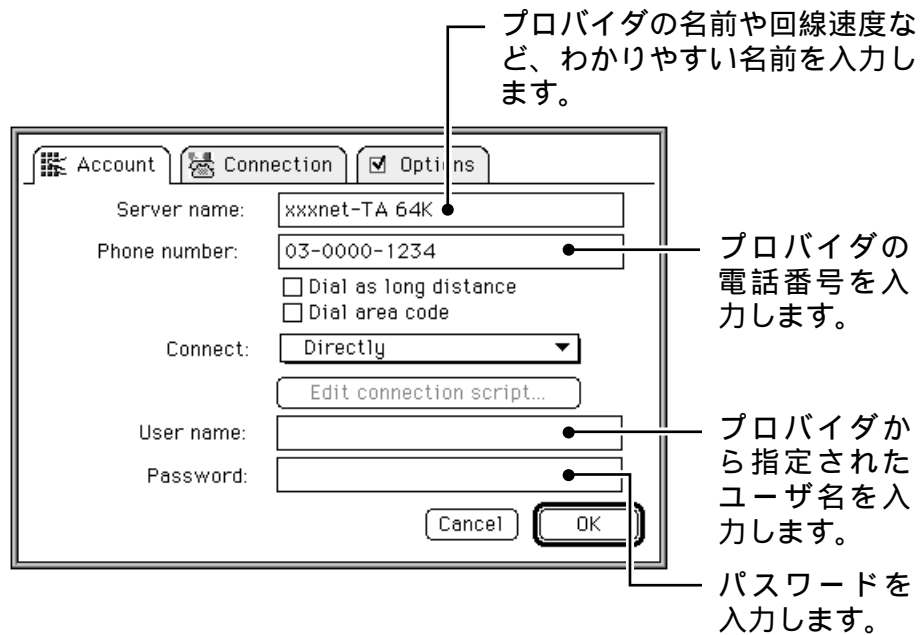 プロバイダの名前や回線速度な
ど、わかりやすい名前を入力し
ます。
Account
Connection
Options
Server name:
xxxnet-TA 64K
Phone number:
03-0000-1234
プロバイダの
電話番号を入
力します。
Dial as long distance
Dial area code
Connect:
Directly
Edit connection script...
User name:
プロバイダか
ら指定された
ユーザ名を入
力します。
Password:
Cancel
OK
パスワードを
入力します。